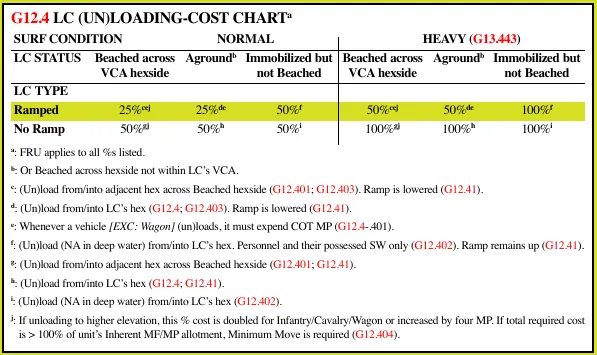 G12.4 LC (UN)LOADING-COST CHARTᵃ
SURF CONDITION NORMAL HEAVY (G13.443)
LC STATUS Beached across Agroundᵇ Immobilized but Beached across Agroundᵇ Immobilized but
VCA hexside not Beached VCA hexside not Beached
LC TYPE
Ramped 25%ᶜᵉʲ 25%ᵈᵉ 50%ᶠ 50%ᶜᵉʲ 50%ᵈᵉ 100%ᶠ
No Ramp 50%ᵍʲ 50%ʰ 50%ⁱ 100%ᵍʲ 100%ʰ 100%ⁱ
ᵃ: FRU applies to all %s listed.
ᵇ: Or Beached across hexside not within LC's VCA.
ᶜ: (Un)load from/into adjacent hex across Beached hexside (G12.401; G12.403). Ramp is lowered (G12.41).
ᵈ: (Un)load from/into LC's hex (G12.4; G12.403). Ramp is lowered (G12.41).
ᵉ: Whenever a vehicle [EXC: Wagon] (un)loads, it must expend COT MP (G12.4-.401).
ᶠ: (Un)load (NA in deep water) from/into LC's hex. Personnel and their possessed SW only (G12.402). Ramp remains up (G12.41).
ᵍ: (Un)load from/into adjacent hex across Beached hexside (G12.401; G12.41).
ʰ: (Un)load from/into LC's hex (G12.4; G12.41).
ⁱ: (Un)load (NA in deep water) from/into LC's hex (G12.402).
ʲ: If unloading to higher elevation, this % cost is doubled for Infantry/Cavalry/Wagon or increased by four MP. If total required cost
is > 100% of unit's Inherent MF/MP allotment, Minimum Move is required (G12.404).